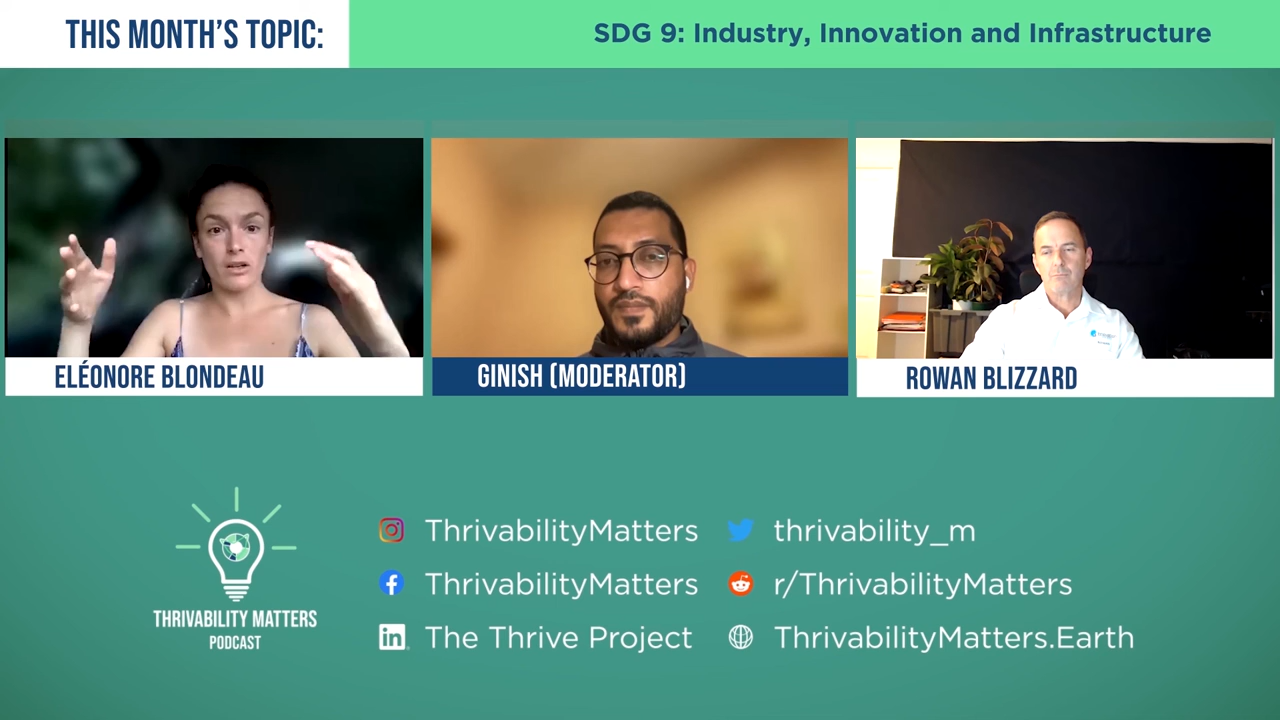 THIS MONTH'S TOPIC:
SDG 9: Industry, Innovation and Infrastructure
ELÉONORE BLONDEAU
GINISH (MODERATOR)
ROWAN BLIZZARD
THRIVABILITY MATTERS
PODCAST
ThrivabilityMatters
thrivability_m
ThrivabilityMatters
r/ThrivabilityMatters
in
The Thrive Project
ThrivabilityMatters.Earth